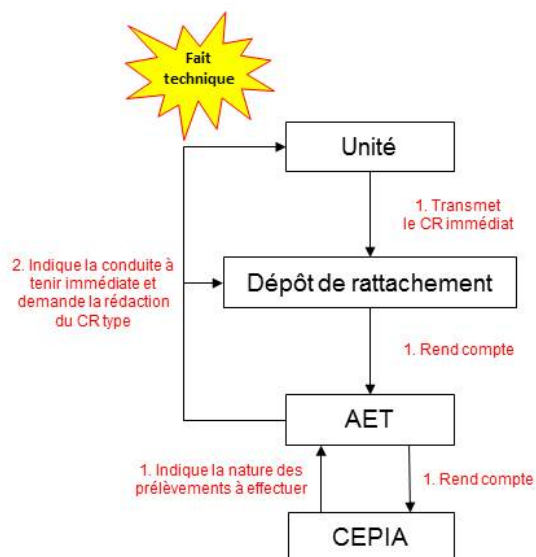 Fait
technique
Unité
1. Transmet
le CR immédiat
2. Indique la conduite à
tenir immédiate et
demande la rédaction
du CR type
Dépôt de rattachement
1. Rend compte
AET
1. Indique la nature des
prélèvements à effectuer
1. Rend compte
CEPIA